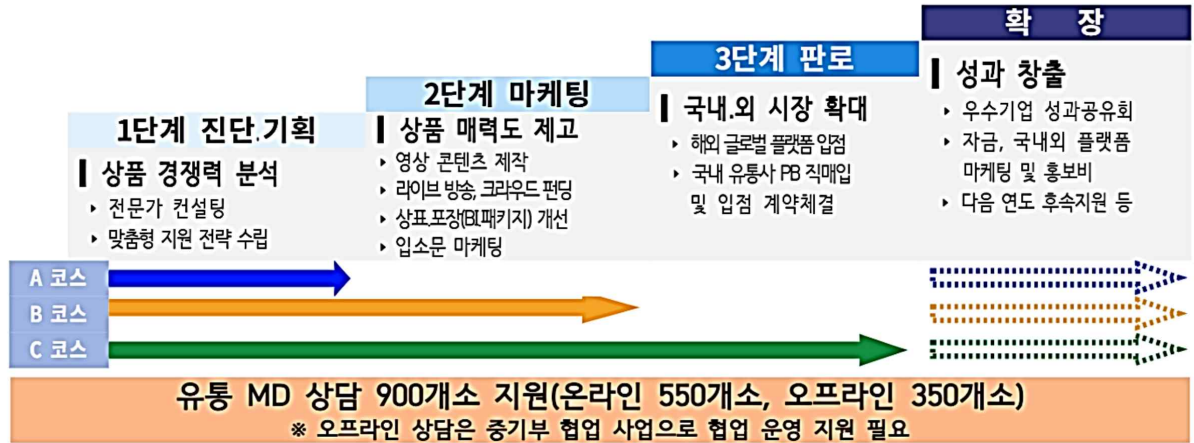 1단계 진단.기획
▌상품 경쟁력 분석
▸ 전문가 컨설팅
▸ 맞춤형 지원 전략 수립
2단계 마케팅
▌상품 매력도 제고
▸ 영상 콘텐츠 제작
▸ 라이브 방송, 크라우드 펀딩
▸ 상표.포장(BI.패키지) 개선
▸ 입소문 마케팅
3단계 판로
▌국내.외 시장 확대
▸ 해외 글로벌 플랫폼 입점
▸ 국내 유통사 PB 직매입
및 입점 계약체결
확 장
▌성과 창출
▸ 우수기업 성과공유회
▸ 자금, 국내외 플랫폼
마케팅 및 홍보비
▸ 다음 연도 후속지원 등
A 코스
B 코스
C 코스
유통 MD 상담 900개소 지원(온라인 550개소, 오프라인 350개소)
※ 오프라인 상담은 중기부 협업 사업으로 협업 운영 지원 필요